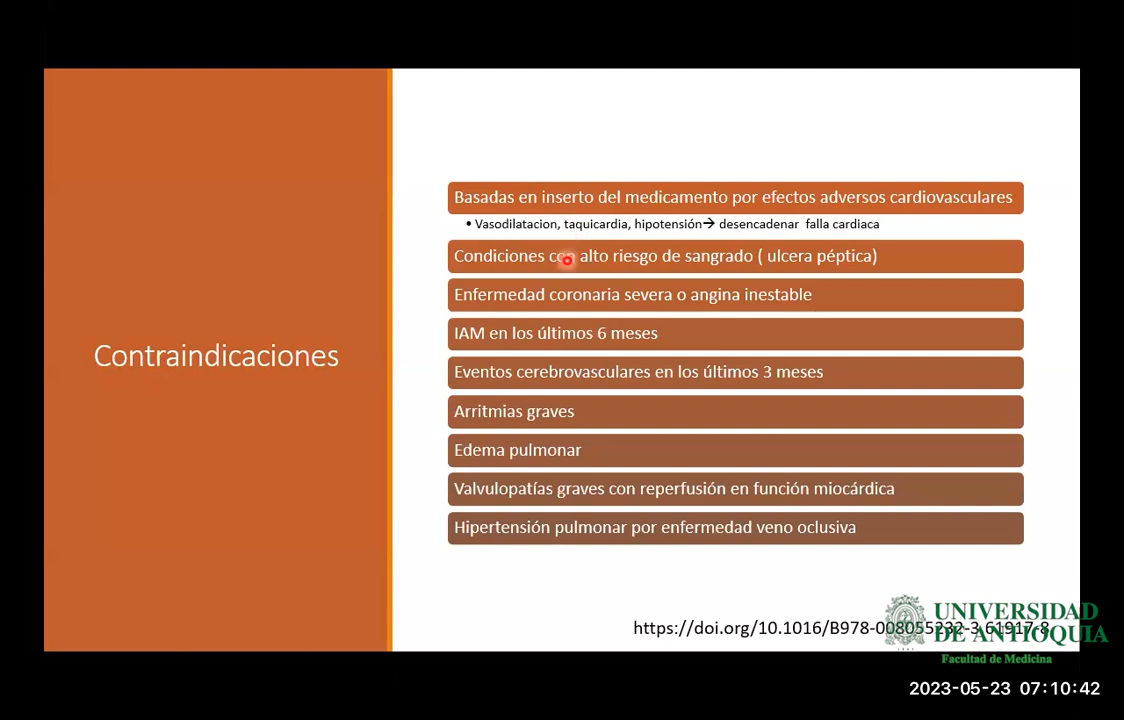 Basadas en inserto del medicamento por efectos adversos cardiovasculares
• Vasodilatacion, taquicardia, hipotensión→ desencadenar falla cardiaca
Condiciones con alto riesgo de sangrado ( ulcera péptica)
Enfermedad coronaria severa o angina inestable
IAM en los últimos 6 meses
Contraindicaciones
Eventos cerebrovasculares en los últimos 3 meses
Arritmias graves
Edema pulmonar
Valvulopatías graves con reperfusión en función miocárdica
Hipertensión pulmonar por enfermedad veno oclusiva
https://doi.org/10.1016/B978-008055232-3.61917-8
UNIVERSIDAD
DE ANTIOQUIA
Facultad de Medicina
2023-05-23 07:10:42